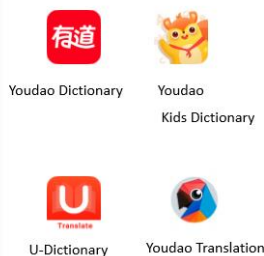 有道
Youdao Dictionary
Youdao
Kids Dictionary
U
Translate
U-Dictionary
Youdao Translation